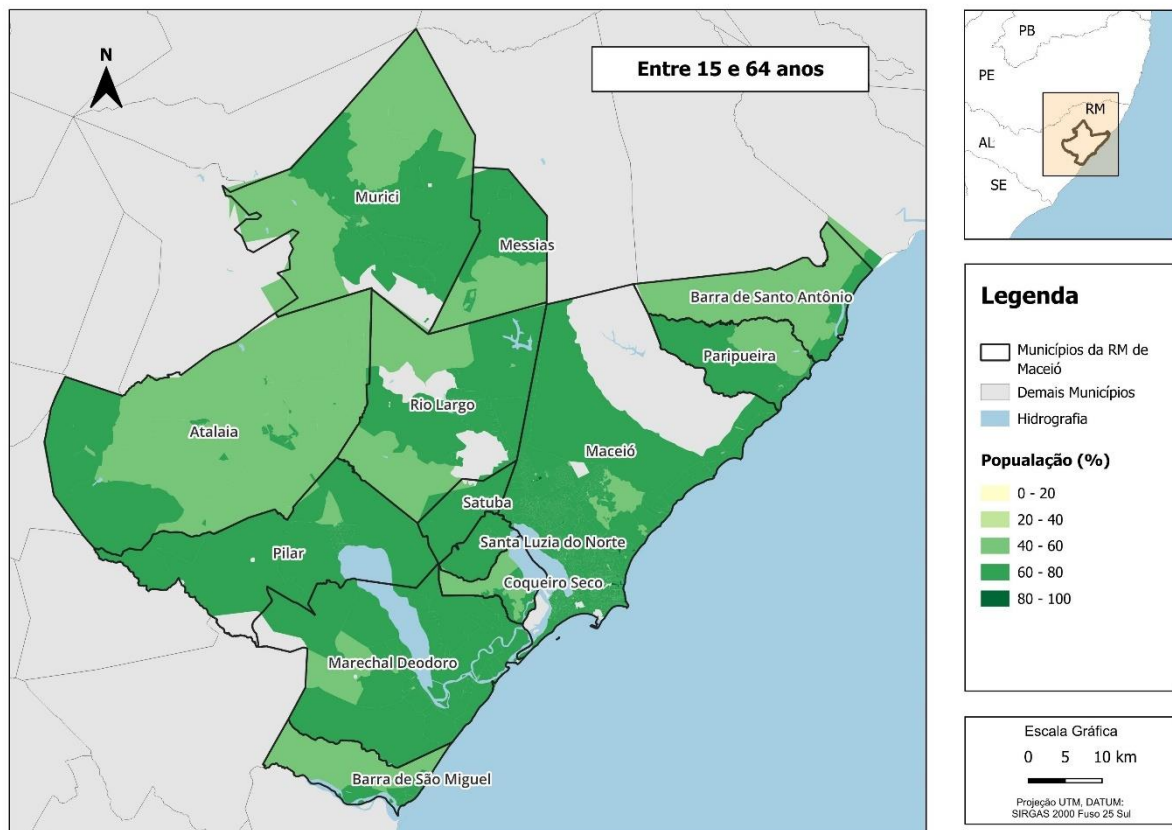 N
Entre 15 e 64 anos
Murici
Messias
Barra de Santo Antônio
Paripueira
Rio Largo
Atalaia
Maceió
Satuba
Pilar
Santa Luzia do Norte
Coqueiro Seco
Marechal Deodoro
Barra de São Miguel
PB
PE
RM
AL
SE
Legenda
Municípios da RM de
Maceió
Demais Municípios
Hidrografia
Popualação (%)
0 - 20
20 - 40
40 - 60
60 - 80
80 - 100
Escala Gráfica
0 5 10 km
Projeção UTM, DATUM:
SIRGAS 2000 Fuso 25 Sul